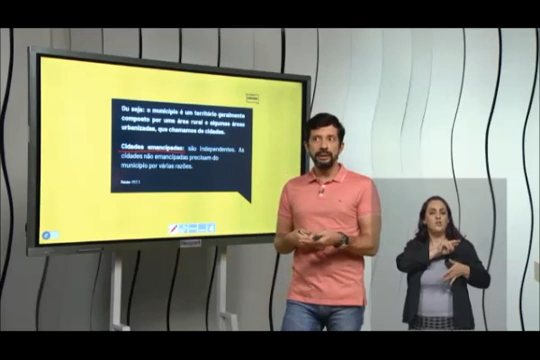 Ou seja: o município é um território geralmente
composto por uma área rural e algumas áreas
urbanizadas, que chamamos de cidades.
Cidades emancipadas: são independentes. As
cidades não emancipadas precisam do
município por várias razões.